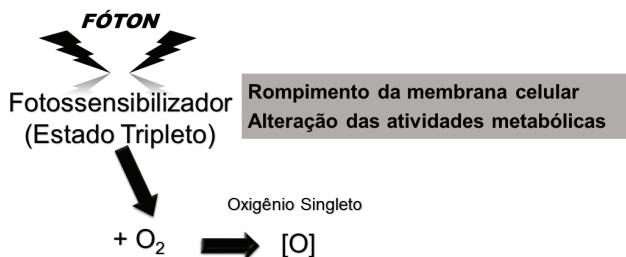 FÓTON
Fotossensibilizador
(Estado Tripleto)
Rompimento da membrana celular
Alteração das atividades metabólicas
Oxigênio Singleto
+ O₂
[O]